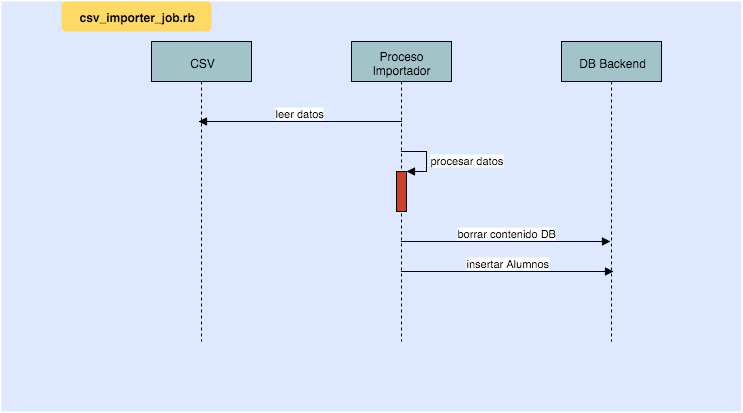 csv_importer_job.rb
CSV
Proceso
Importador
DB Backend
leer datos
procesar datos
borrar contenido DB
insertar Alumnos